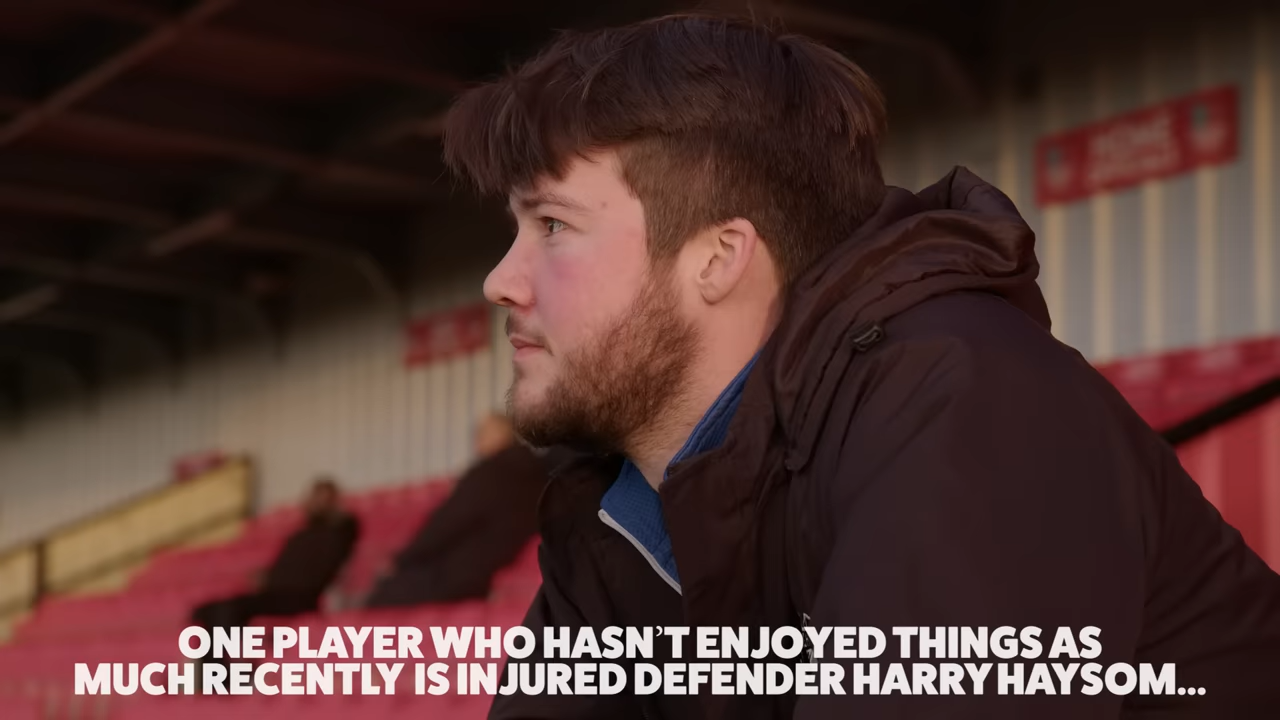 ONE PLAYER WHO HASN'T ENJOYED THINGS AS
MUCH RECENTLY IS INJURED DEFENDER HARRY HAYSOM...